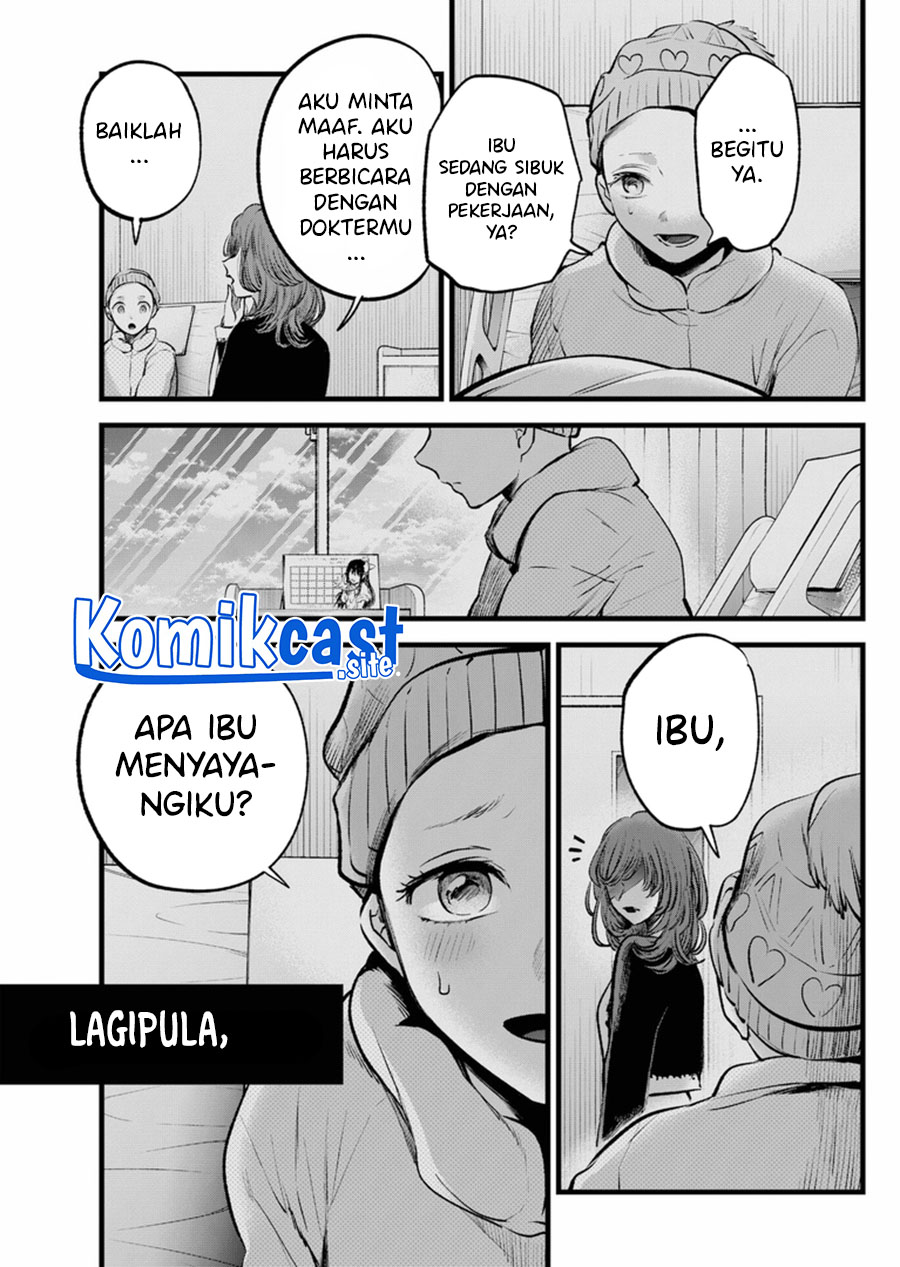 ...
BEGITU
YA.
IBU
SEDANG SIBUK
DENGAN
PEKERJAAN,
YA?
AKU MINTA
MAAF. AKU
HARUS
BERBICARA
DENGAN
DOKTERMU
...
BAIKLAH
...
Komikcast
.site
IBU,
APA IBU
MENYAYA-
NGIKU?
LAGIPULA,